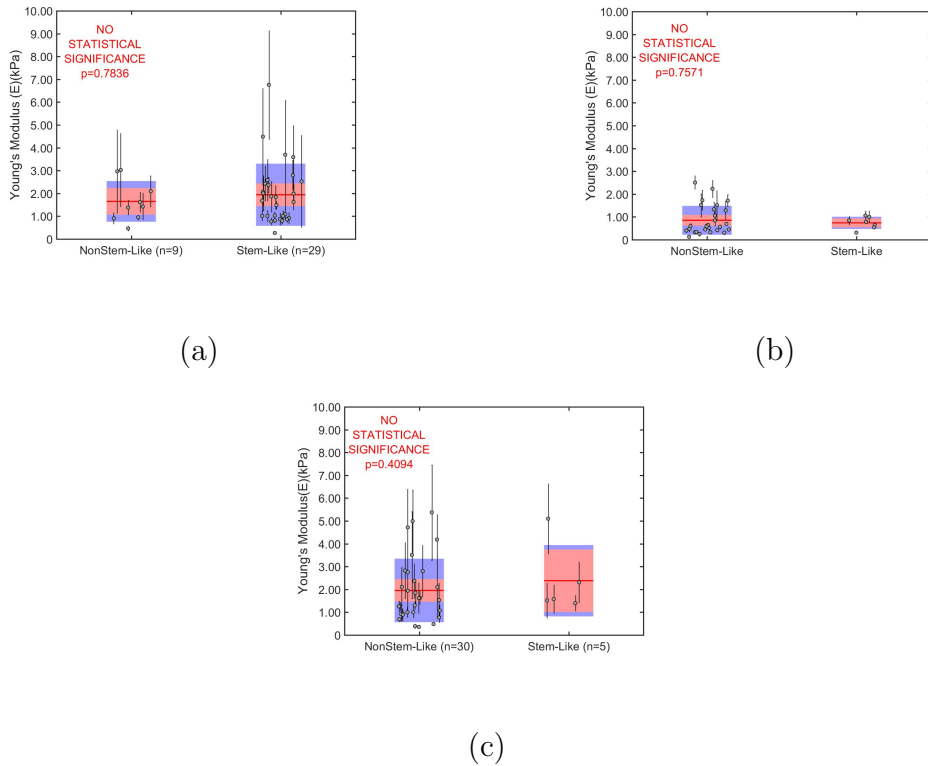 NO
STATISTICAL
SIGNIFICANCE
p=0.7836
Young's Modulus (E)(kPa)
10.00
9.00
8.00
7.00
6.00
5.00
4.00
3.00
2.00
1.00
0
NonStem-Like (n=9)
Stem-Like (n=29)
(a)
NO
STATISTICAL
SIGNIFICANCE
p=0.7571
Young's Modulus (E)(kPa)
10.00
9.00
8.00
7.00
6.00
5.00
4.00
3.00
2.00
1.00
0
NonStem-Like
Stem-Like
(b)
NO
STATISTICAL
SIGNIFICANCE
p=0.4094
Young's Modulus(E)(kPa)
10.00
9.00
8.00
7.00
6.00
5.00
4.00
3.00
2.00
1.00
0
NonStem-Like (n=30)
Stem-Like (n=5)
(c)